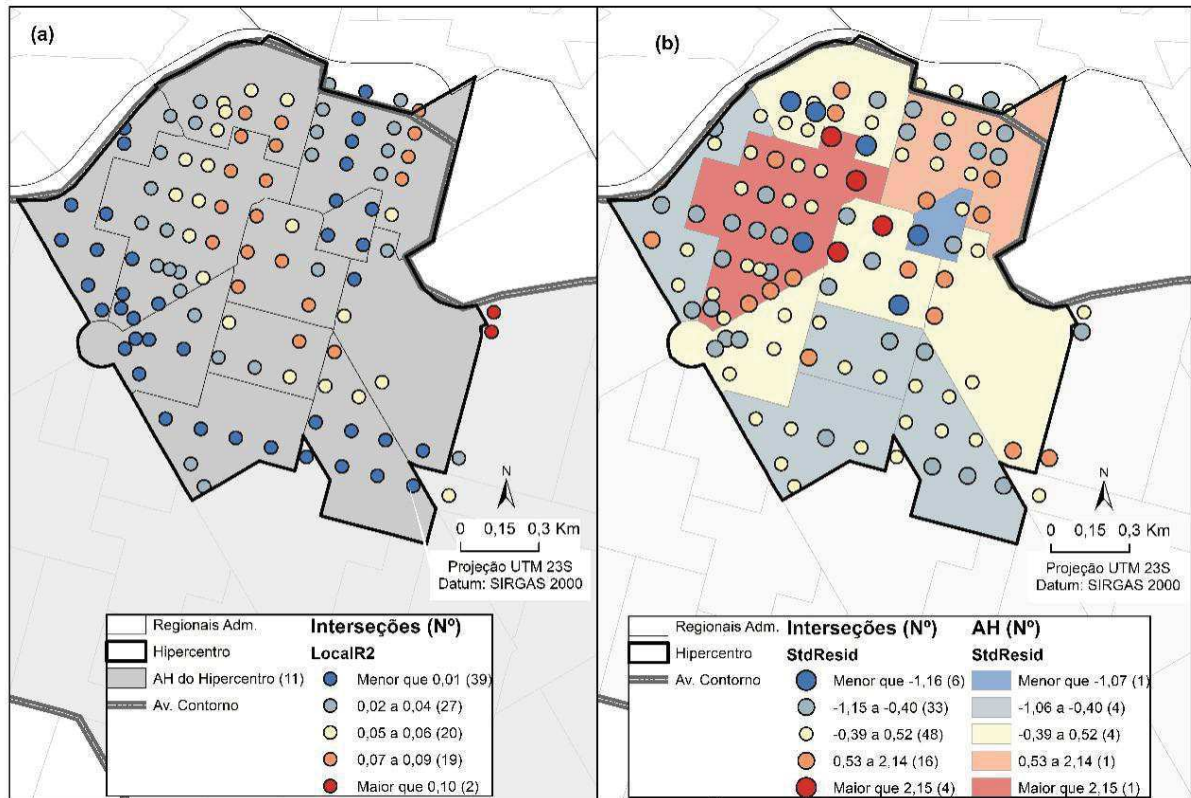 (a)
N
0 0,15 0,3 Km
Projeção UTM 23S
Datum: SIRGAS 2000
Regionais Adm.
Hipercentro
AH do Hipercentro (11)
Av. Contorno
Interseções (Nº)
LocalR2
Menor que 0,01 (39)
0,02 a 0,04 (27)
0,05 a 0,06 (20)
0,07 a 0,09 (19)
Maior que 0,10 (2)
(b)
N
0 0,15 0,3 Km
Projeção UTM 23S
Datum: SIRGAS 2000
Regionais Adm.
Hipercentro
Av. Contorno
Interseções (Nº)
StdResid
Menor que -1,16 (6)
-1,15 a -0,40 (33)
-0,39 a 0,52 (48)
0,53 a 2,14 (16)
Maior que 2,15 (4)
AH (Nº)
StdResid
Menor que -1,07 (1)
-1,06 a -0,40 (4)
-0,39 a 0,52 (4)
0,53 a 2,14 (1)
Maior que 2,15 (1)